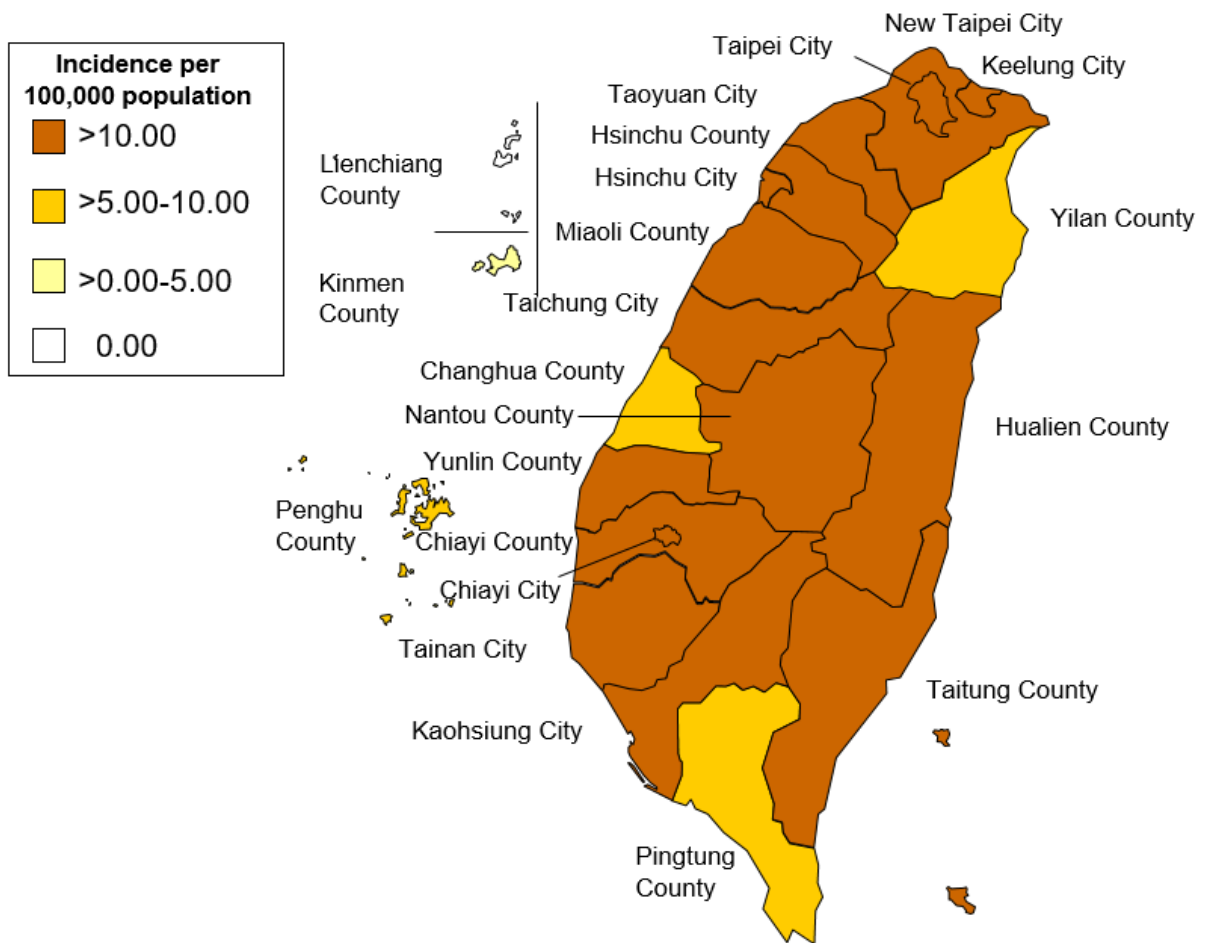 Incidence per
100,000 population
>10.00
>5.00-10.00
>0.00-5.00
0.00
New Taipei City
Taipei City
Keelung City
Taoyuan City
Hsinchu County
Lienchiang
County
Hsinchu City
Yilan County
Miaoli County
Kinmen
County
Taichung City
Changhua County
Nantou County
Hualien County
Yunlin County
Penghu
County
Chiayi County
Chiayi City
Tainan City
Taitung County
Kaohsiung City
Pingtung
County